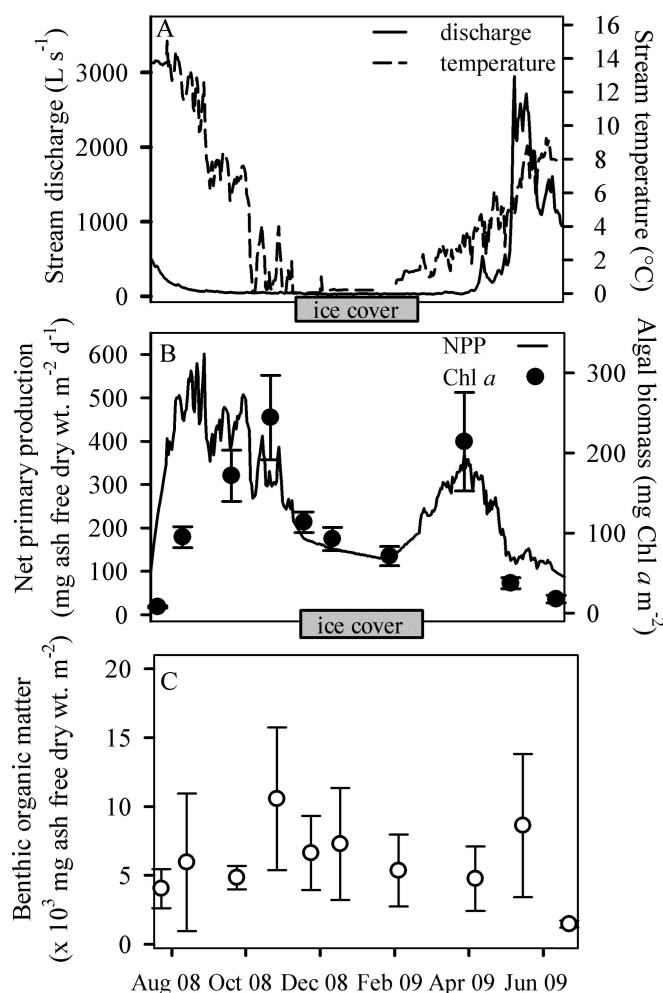 A
discharge
temperature
Stream discharge (L s⁻¹)
3000
2000
1000
0
16
14
12
10
8
6
4
2
0
Stream temperature (°C)
ice cover
B
NPP
Chl a
Net primary production
(mg ash free dry wt. m⁻² d⁻¹)
600
500
400
300
200
100
0
300
200
100
0
Algal biomass (mg Chl a m⁻²)
ice cover
C
Benthic organic matter
(x 10³ mg ash free dry wt. m⁻²)
20
15
10
5
0
Aug 08 Oct 08 Dec 08 Feb 09 Apr 09 Jun 09